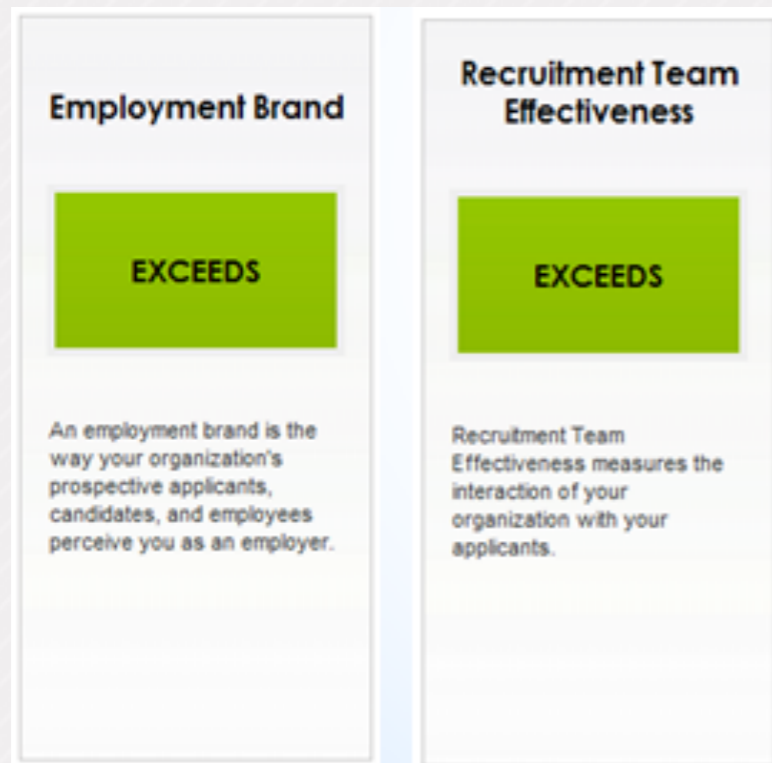 Employment Brand
EXCEEDS
An employment brand is the
way your organization's
prospective applicants,
candidates, and employees
perceive you as an employer.
Recruitment Team
Effectiveness
EXCEEDS
Recruitment Team
Effectiveness measures the
interaction of your
organization with your
applicants.